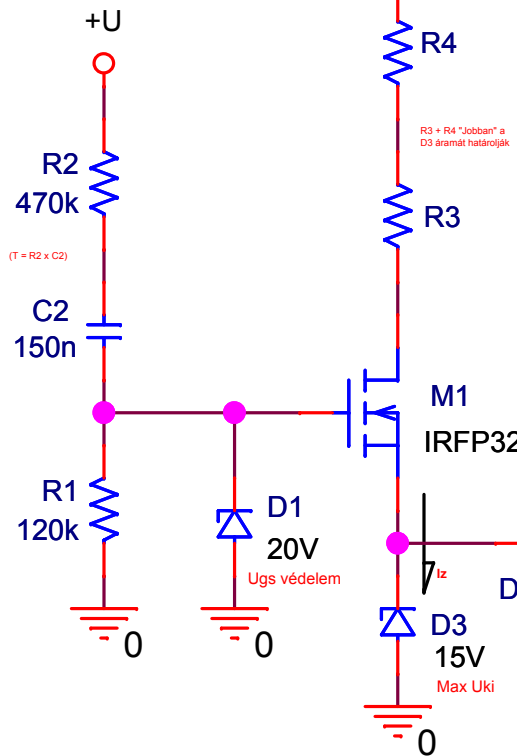 +U
R4
R3 + R4 "Jobban" a
D3 áramát határolják
R2
470k
R3
(T = R2 x C2)
C2
150n
M1
IRFP32
R1
120k
D1
20V
Ugs védelem
Iz
D
D3
15V
Max Uki
0
0
0